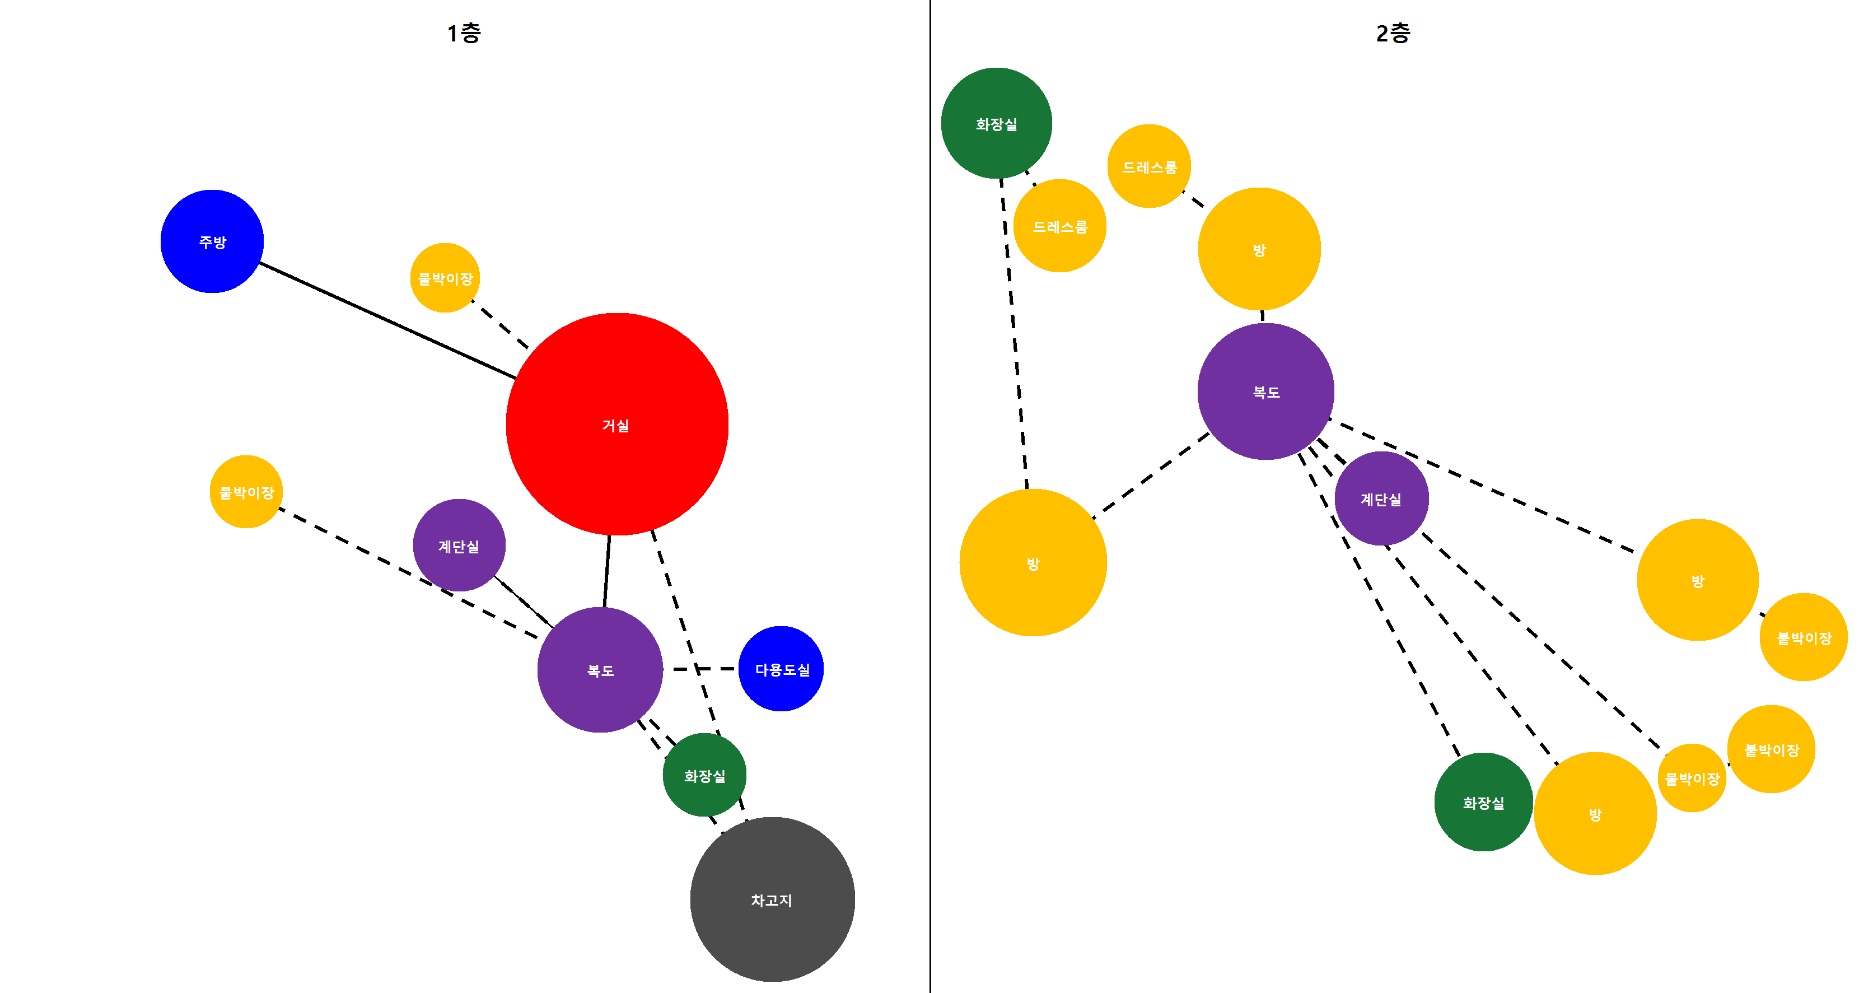 1층
주방
붙박이장
거실
붙박이장
계단실
복도
다용도실
화장실
차고지
2층
화장실
드레스룸
드레스룸
방
복도
계단실
방
방
붙박이장
붙박이장
붙박이장
화장실
방